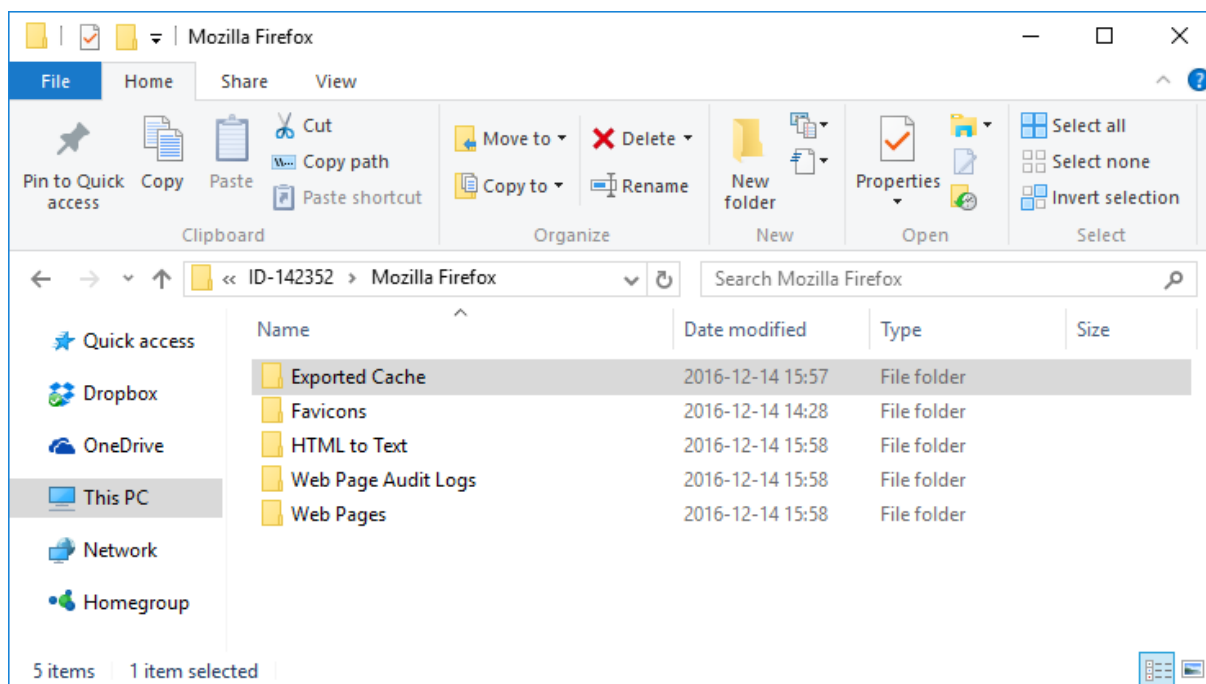 Mozilla Firefox
File Home Share View
Pin to Quick access
Copy
Paste
Cut
Copy path
Paste shortcut
Clipboard
Move to
Copy to
Delete
Rename
Organize
New folder
New
Properties
Open
Select all
Select none
Invert selection
Select
« ID-142352 > Mozilla Firefox
Search Mozilla Firefox
Quick access
Dropbox
OneDrive
This PC
Network
Homegroup
Name Date modified Type Size
Exported Cache 2016-12-14 15:57 File folder
Favicons 2016-12-14 14:28 File folder
HTML to Text 2016-12-14 15:58 File folder
Web Page Audit Logs 2016-12-14 15:58 File folder
Web Pages 2016-12-14 15:58 File folder
5 items 1 item selected